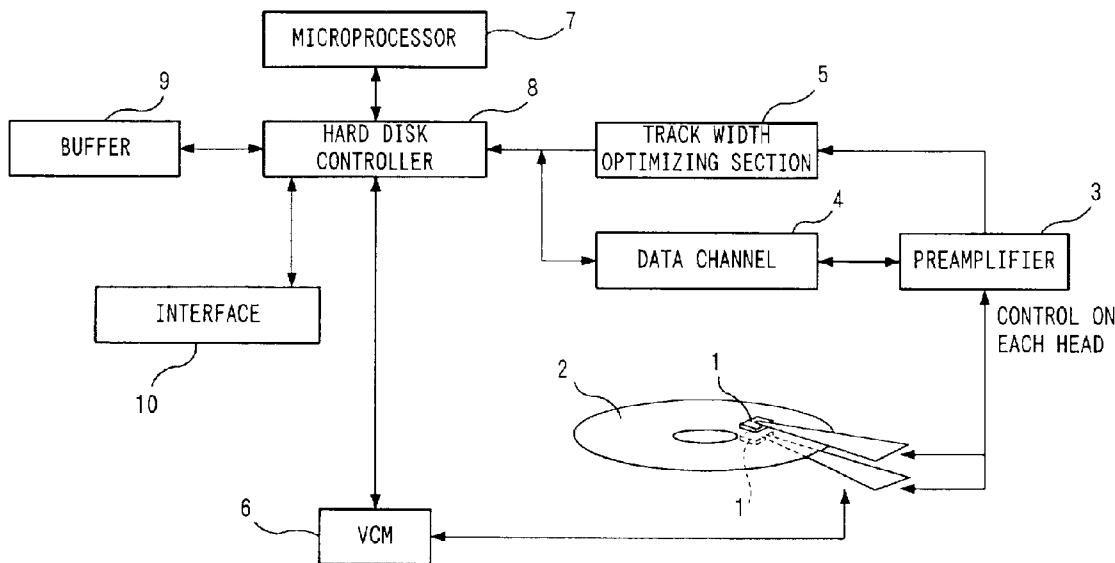 MICROPROCESSOR
7
9
BUFFER
8
HARD DISK
CONTROLLER
5
TRACK WIDTH
OPTIMIZING SECTION
4
DATA CHANNEL
3
PREAMPLIFIER
CONTROL ON
EACH HEAD
INTERFACE
10
2
1
1
6
VCM